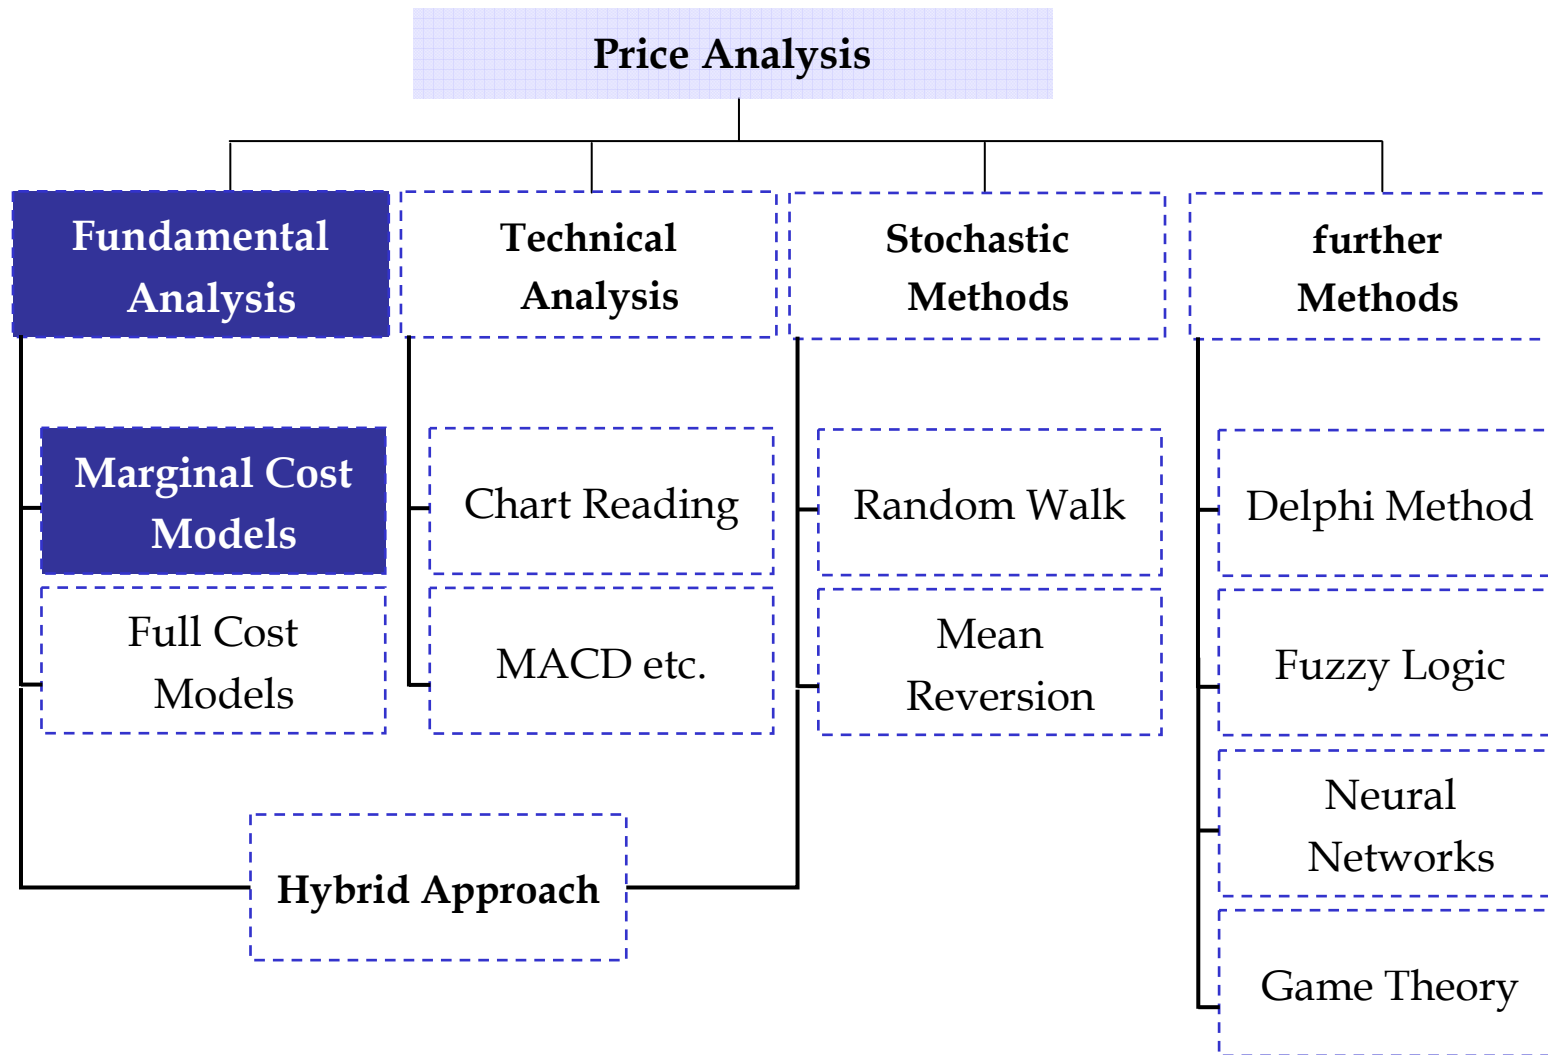 Price Analysis
Fundamental
Analysis
Technical
Analysis
Stochastic
Methods
further
Methods
Marginal Cost
Models
Chart Reading
Random Walk
Delphi Method
Full Cost
Models
MACD etc.
Mean
Reversion
Fuzzy Logic
Neural
Networks
Hybrid Approach
Game Theory